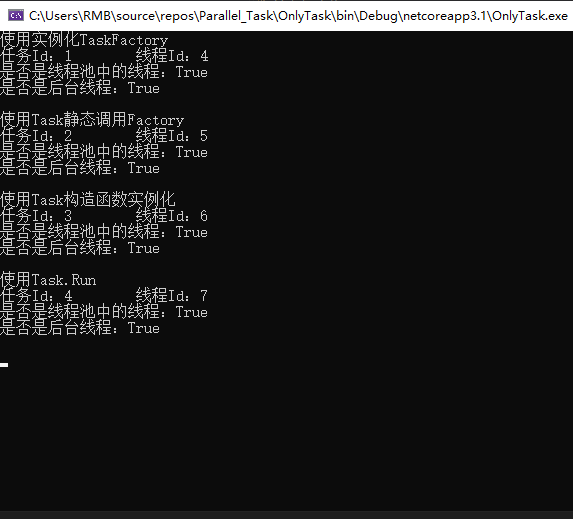 C:\Users\RMB\source\repos\Parallel_Task\OnlyTask\bin\Debug\netcoreapp3.1\OnlyTask.exe
使用实例化TaskFactory
任务Id：1 线程Id：4
是否是线程池中的线程：True
是否是后台线程：True
使用Task静态调用Factory
任务Id：2 线程Id：5
是否是线程池中的线程：True
是否是后台线程：True
使用Task构造函数实例化
任务Id：3 线程Id：6
是否是线程池中的线程：True
是否是后台线程：True
使用Task.Run
任务Id：4 线程Id：7
是否是线程池中的线程：True
是否是后台线程：True